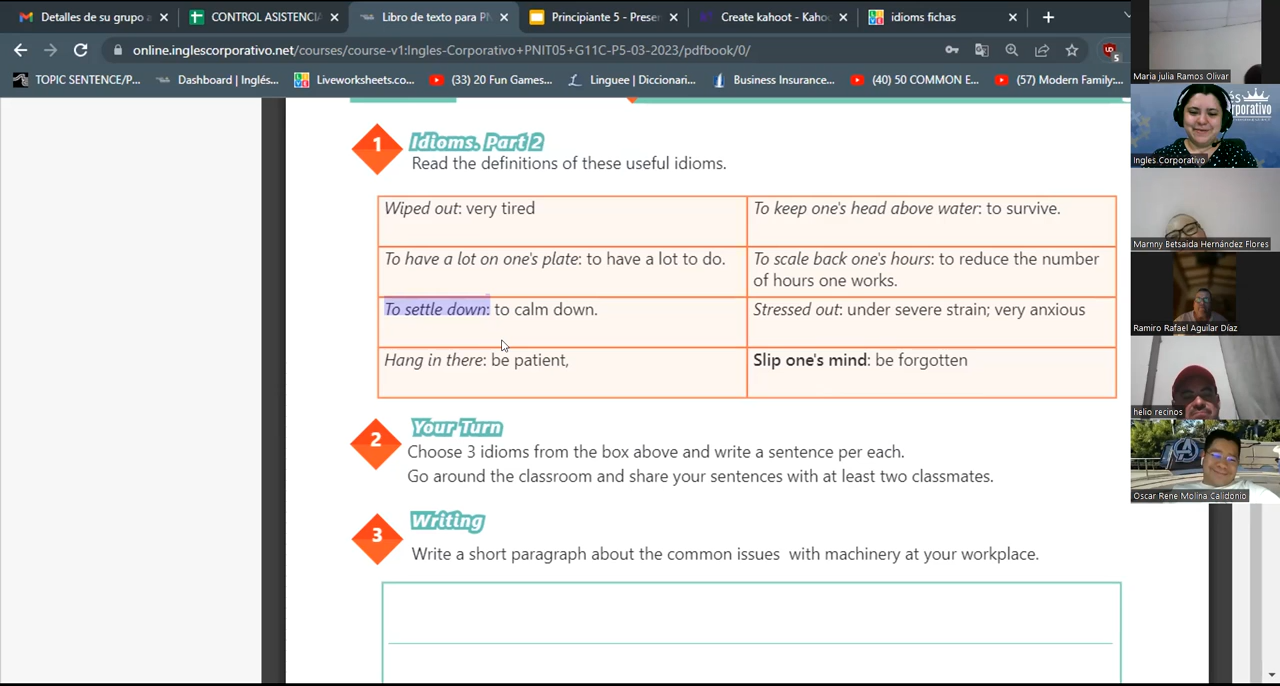 Detalles de su grupo a
CONTROL ASISTENCI
Libro de texto para PN
Principiante 5 - Preser
Create kahoot - Kahoo
idioms fichas
online.inglescorporativo.net/courses/course-v1:Ingles-Corporativo+PNIT05+G11C-P5-03-2023/pdfbook/0/
5
TOPIC SENTENCE/P...
Dashboard | Inglés...
Liveworksheets.co...
(33) 20 Fun Games...
Linguee | Diccionari...
Business Insurance...
(40) 50 COMMON E...
(57) Modern Family:...
1
Idioms. Part 2
Read the definitions of these useful idioms.
Wiped out: very tired
To keep one's head above water: to survive.
To have a lot on one's plate: to have a lot to do.
To scale back one's hours: to reduce the number
of hours one works.
To settle down: to calm down.
Stressed out: under severe strain; very anxious
Hang in there: be patient,
Slip one's mind: be forgotten
2
Your Turn
Choose 3 idioms from the box above and write a sentence per each.
Go around the classroom and share your sentences with at least two classmates.
3
Writing
Write a short paragraph about the common issues with machinery at your workplace.
Maria julia Ramos Olivar
Ingles Corporativo
Marnny Betsaida Hernández Flores
Ramiro Rafael Aguilar Díaz
helio recinos
Oscar Rene Molina Calidonio